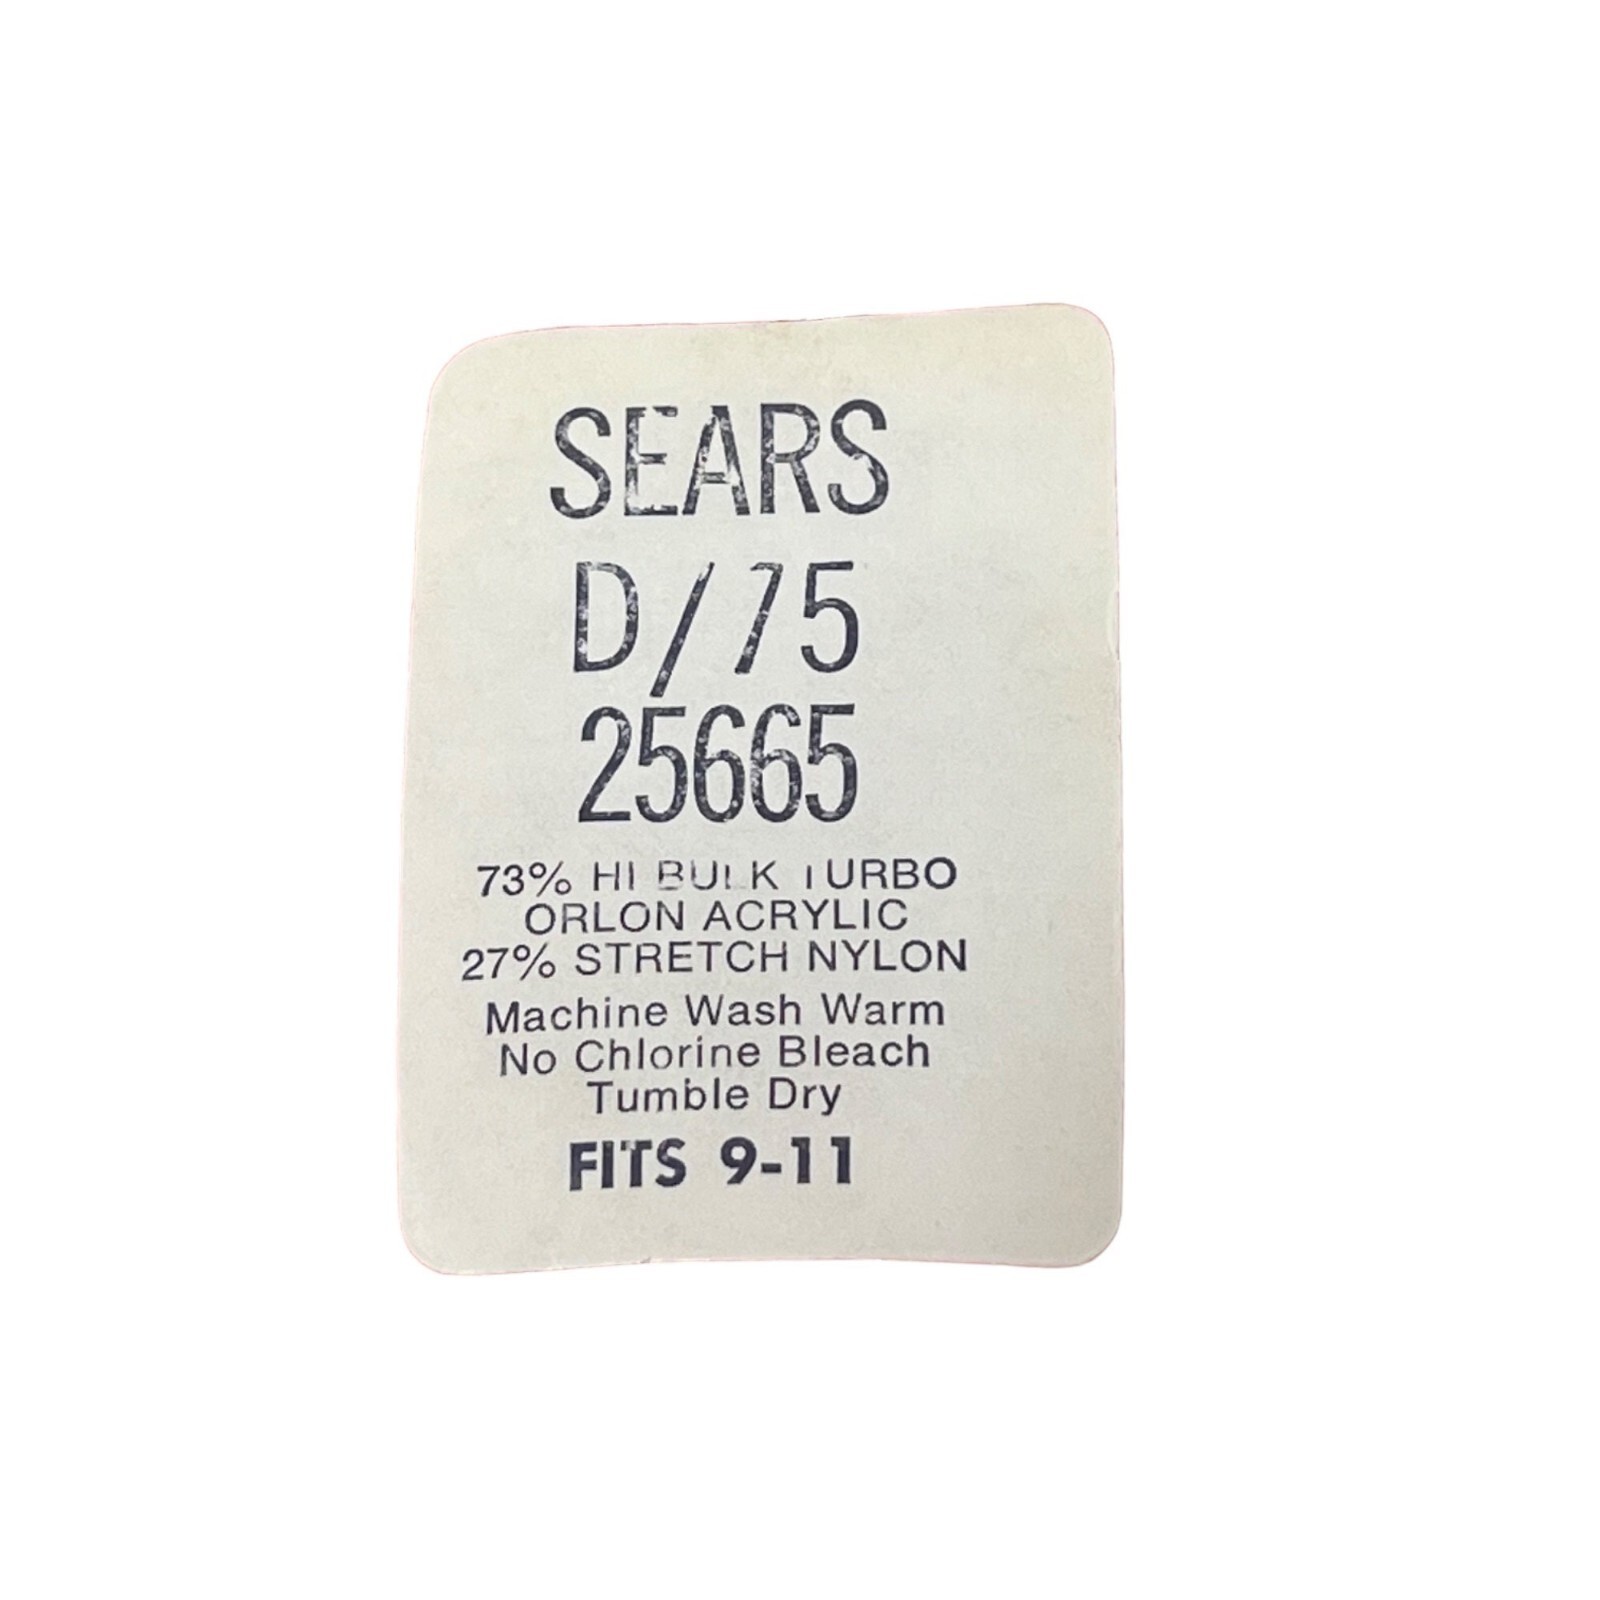 SEARS
D/75
25665
73% HI BULK TURBO
ORLON ACRYLIC
27% STRETCH NYLON
Machine Wash Warm
No Chlorine Bleach
Tumble Dry
FITS 9-11